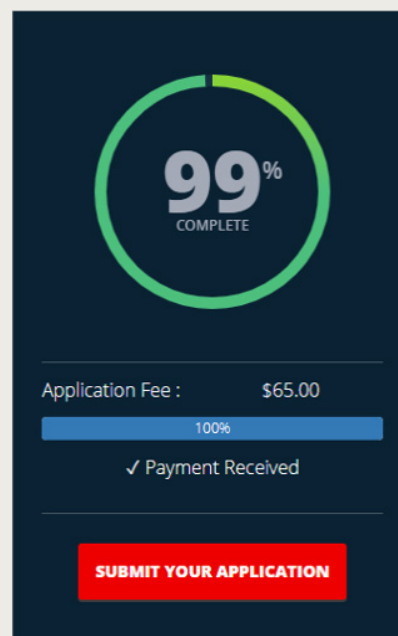 99%
COMPLETE
Application Fee : $65.00
100%
✓ Payment Received
SUBMIT YOUR APPLICATION